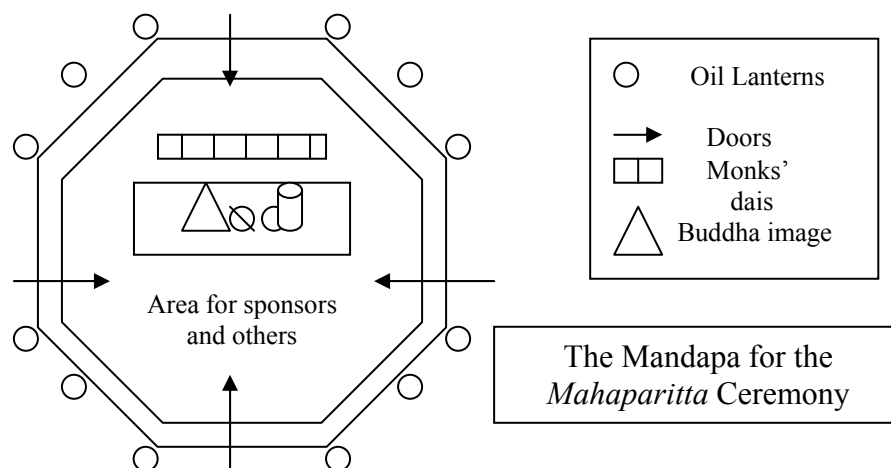 Oil Lanterns
Doors
Monks’
dais
Buddha image
Area for sponsors
and others
The Mandapa for the
Mahaparitta Ceremony